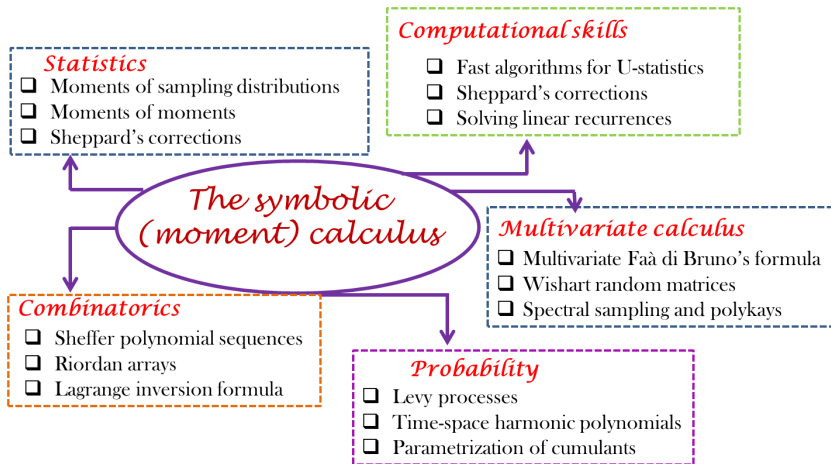 Computational skills
Fast algorithms for U-statistics
Sheppard's corrections
Solving linear recurrences
Statistics
Moments of sampling distributions
Moments of moments
Sheppard's corrections
The symbolic
(moment) calculus
Multivariate calculus
Multivariate Faà di Bruno's formula
Wishart random matrices
Spectral sampling and polykays
Combinatorics
Sheffer polynomial sequences
Riordan arrays
Lagrange inversion formula
Probability
Levy processes
Time-space harmonic polynomials
Parametrization of cumulants